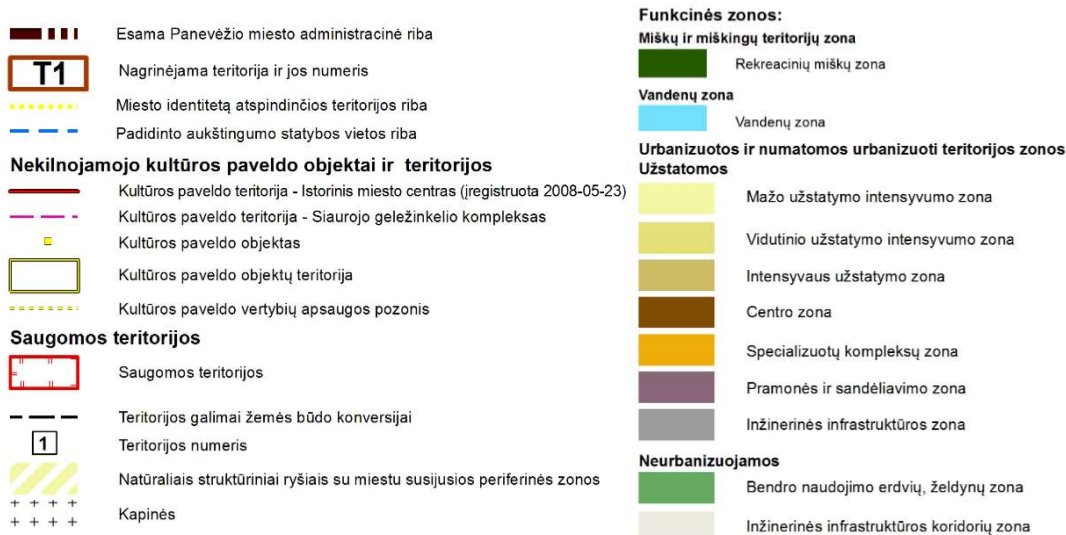 Esama Panevėžio miesto administracinė riba
T1
Nagrinėjama teritorija ir jos numeris
Miesto identitetą atspindinčios teritorijos riba
Padidinto aukštingumo statybos vietos riba
Nekilnojamojo kultūros paveldo objektai ir teritorijos
Kultūros paveldo teritorija - Istorinis miesto centras (įregistruota 2008-05-23)
Kultūros paveldo teritorija - Siaurojo geležinkelio kompleksas
Kultūros paveldo objektas
Kultūros paveldo objektų teritorija
Kultūros paveldo vertybių apsaugos pozonis
Saugomos teritorijos
Saugomos teritorijos
Teritorijos galimai žemės būdo konversijai
1
Teritorijos numeris
Natūraliais struktūriniai ryšiais su miestu susijusios periferinės zonos
Kapinės
Funkcinės zonos:
Miškų ir miškingų teritorijų zona
Rekreacinių miškų zona
Vandenų zona
Vandenų zona
Urbanizuotos ir numatomos urbanizuoti teritorijos zonos
Užstatomos
Mažo užstatymo intensyvumo zona
Vidutinio užstatymo intensyvumo zona
Intensyvaus užstatymo zona
Centro zona
Specializuotų kompleksų zona
Pramonės ir sandėliavimo zona
Inžinerinės infrastruktūros zona
Neurbanizuojamos
Bendro naudojimo erdvių, želdynų zona
Inžinerinės infrastruktūros koridorių zona